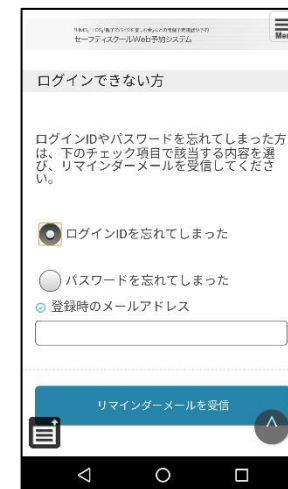 セーフティスクールWeb予約システム
Men
ログインできない方
ログインIDやパスワードを忘れてしまった方
は、下のチェック項目で該当する内容を選
び、リマインダーメールを受信してくださ
い。
ログインIDを忘れてしまった
パスワードを忘れてしまった
登録時のメールアドレス
リマインダーメールを受信